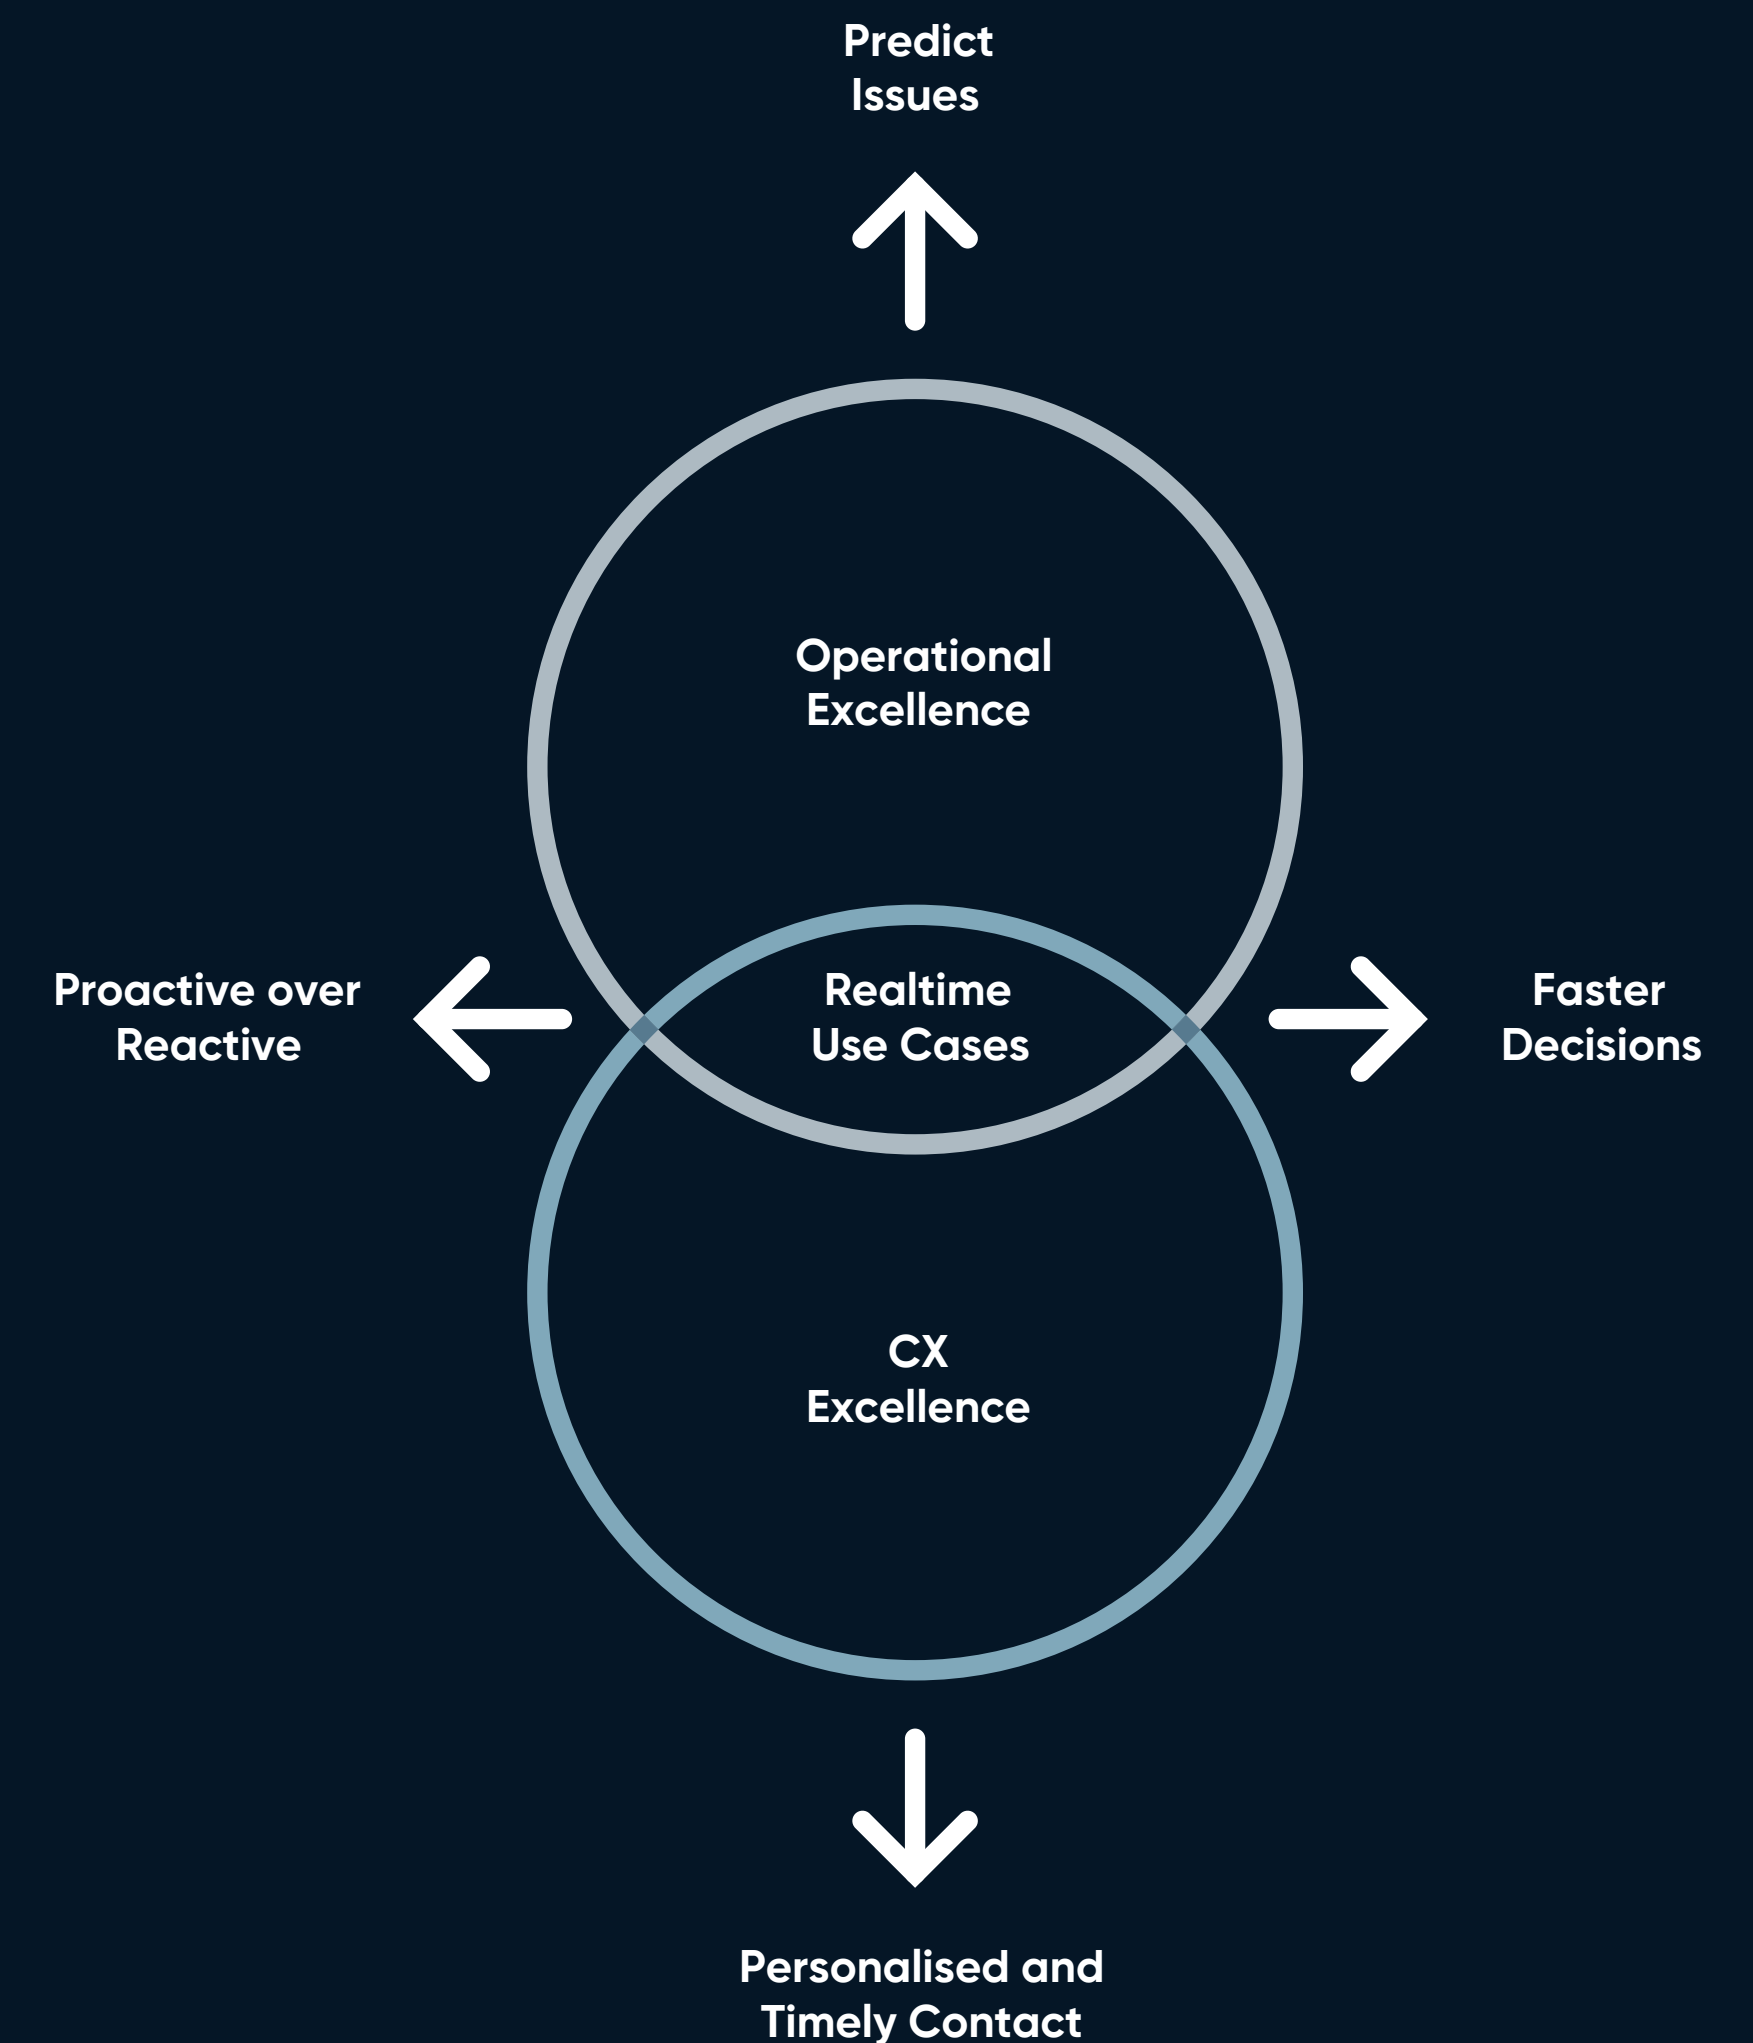 Predict
Issues
Operational
Excellence
Proactive over
Reactive
Realtime
Use Cases
Faster
Decisions
CX
Excellence
Personalised and
Timely Contact